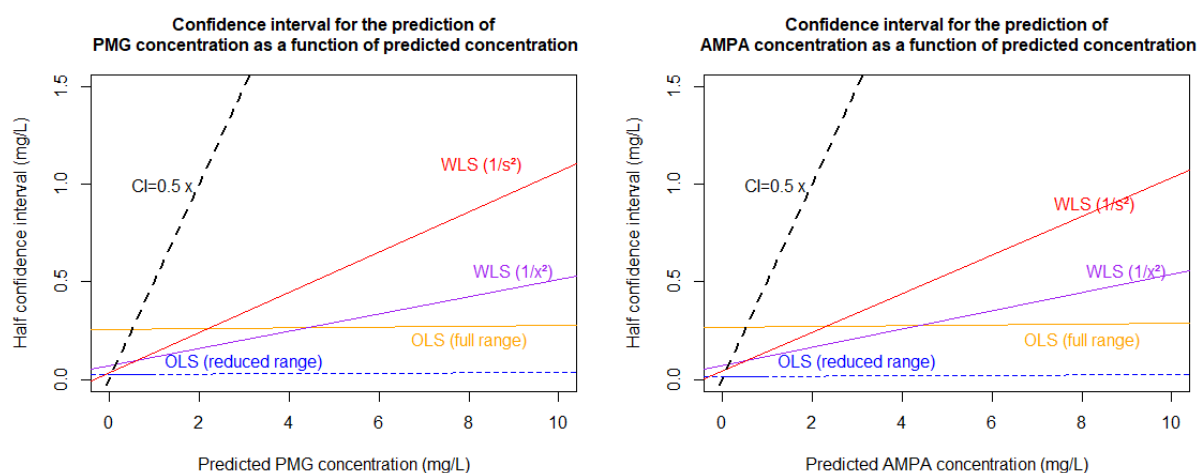 Confidence interval for the prediction of
PMG concentration as a function of predicted concentration
Half confidence interval (mg/L)
1.5
1.0
0.5
0.0
CI=0.5 x
WLS (1/s²)
WLS (1/x²)
OLS (full range)
OLS (reduced range)
0 2 4 6 8 10
Predicted PMG concentration (mg/L)
Confidence interval for the prediction of
AMPA concentration as a function of predicted concentration
Half confidence interval (mg/L)
1.5
1.0
0.5
0.0
CI=0.5 x
WLS (1/s²)
WLS (1/x²)
OLS (full range)
OLS (reduced range)
0 2 4 6 8 10
Predicted AMPA concentration (mg/L)